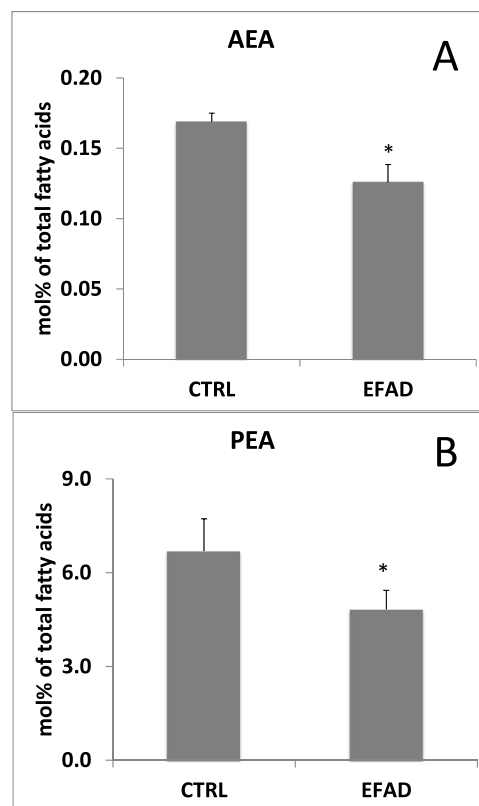 AEA
A
0.20
0.15
*
0.10
0.05
0.00
mol% of total fatty acids
CTRL EFAD
PEA
B
9.0
6.0
*
3.0
0.0
mol% of total fatty acids
CTRL EFAD